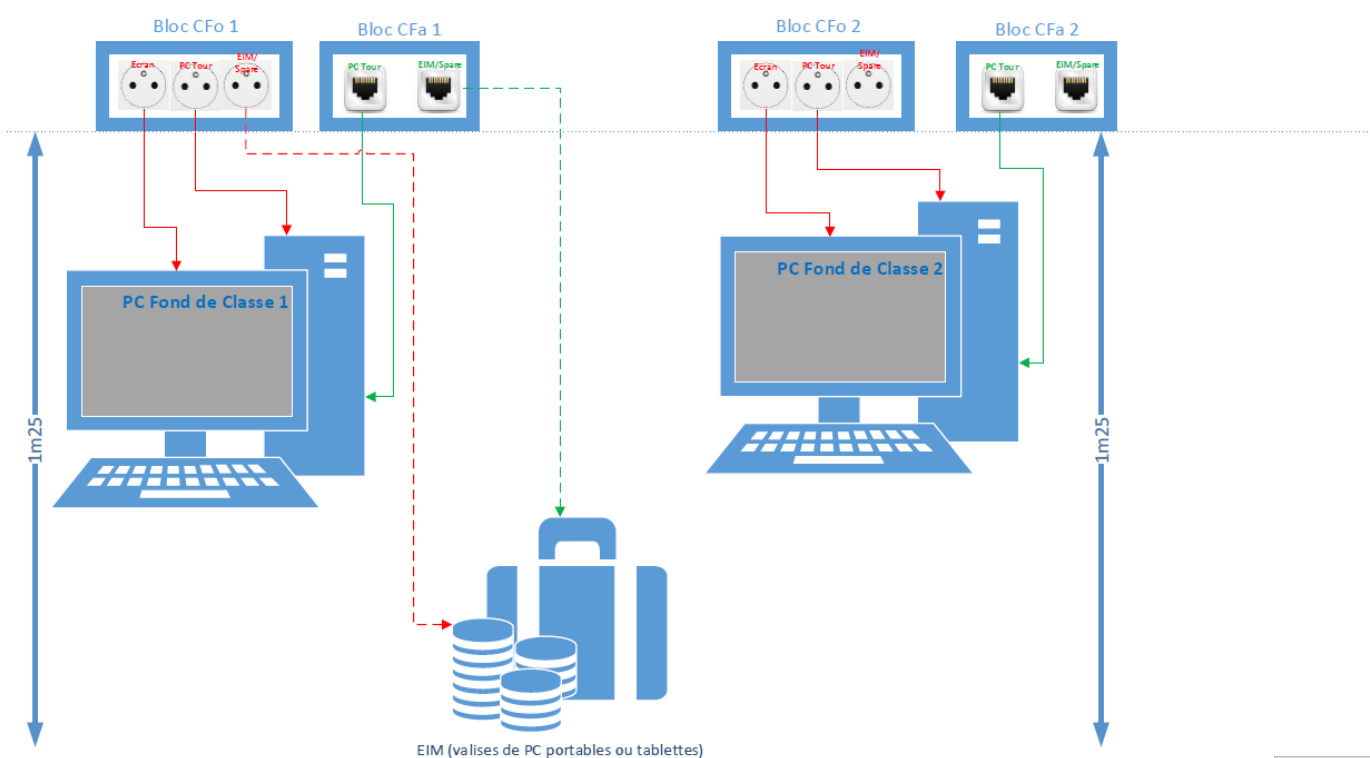 Bloc CFo 1
Bloc CFa 1
Bloc CFo 2
Bloc CFa 2
Ecran
PC Tour
EIM/
Spare
PC Tour
EIM/Spare
Ecran
PC Tour
EIM/
Spare
PC Tour
EIM/Spare
PC Fond de Classe 1
PC Fond de Classe 2
1m25
1m25
EIM (valises de PC portables ou tablettes)